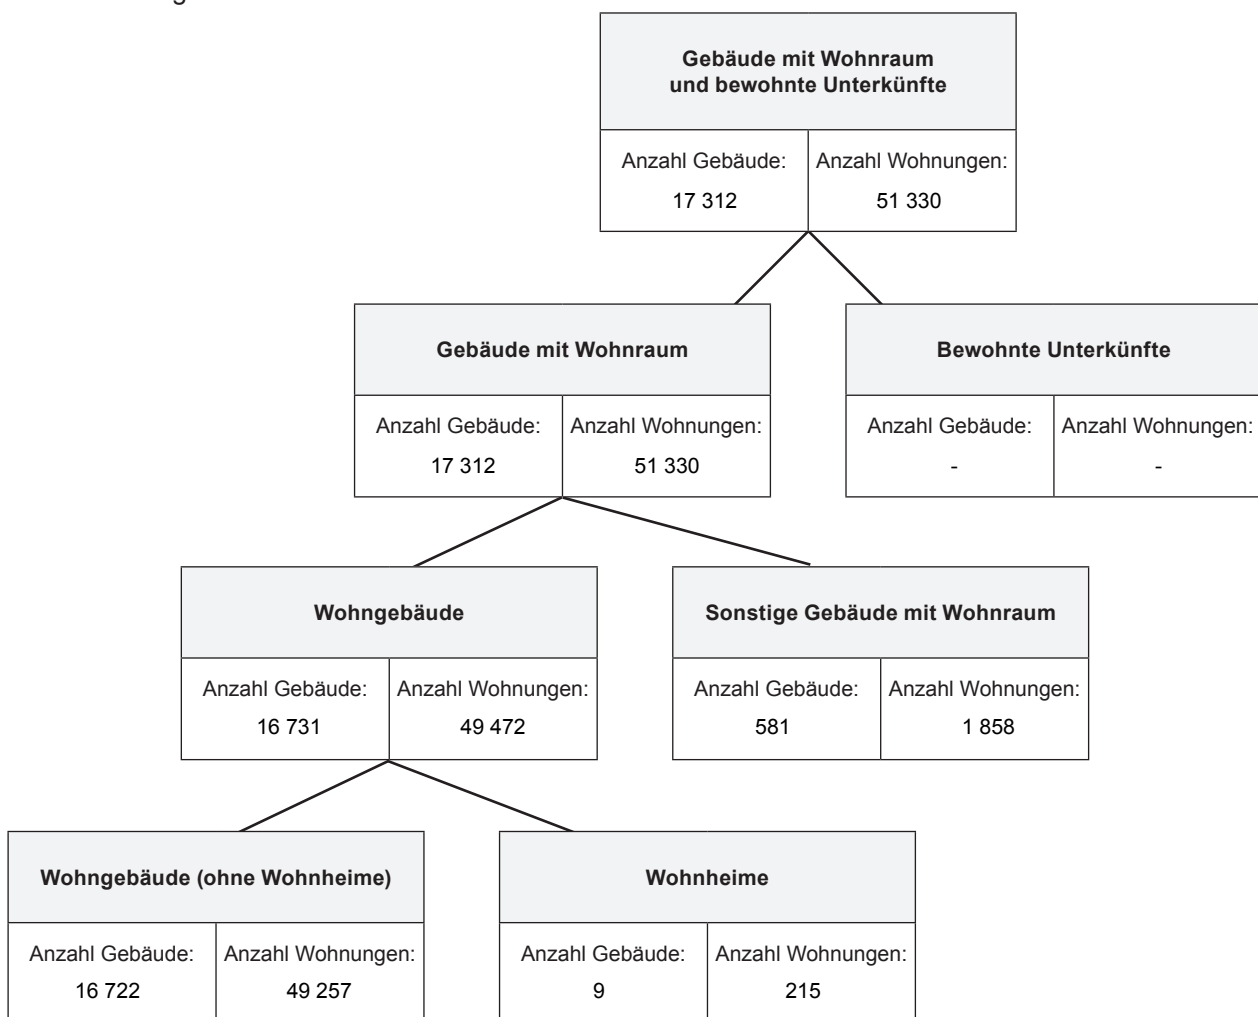 Gebäude mit Wohnraum
und bewohnte Unterkünfte
Anzahl Gebäude: Anzahl Wohnungen:
17 312 51 330
Gebäude mit Wohnraum Bewohnte Unterkünfte
Anzahl Gebäude: Anzahl Wohnungen: Anzahl Gebäude: Anzahl Wohnungen:
17 312 51 330 - -
Wohngebäude Sonstige Gebäude mit Wohnraum
Anzahl Gebäude: Anzahl Wohnungen: Anzahl Gebäude: Anzahl Wohnungen:
16 731 49 472 581 1 858
Wohngebäude (ohne Wohnheime) Wohnheime
Anzahl Gebäude: Anzahl Wohnungen: Anzahl Gebäude: Anzahl Wohnungen:
16 722 49 257 9 215